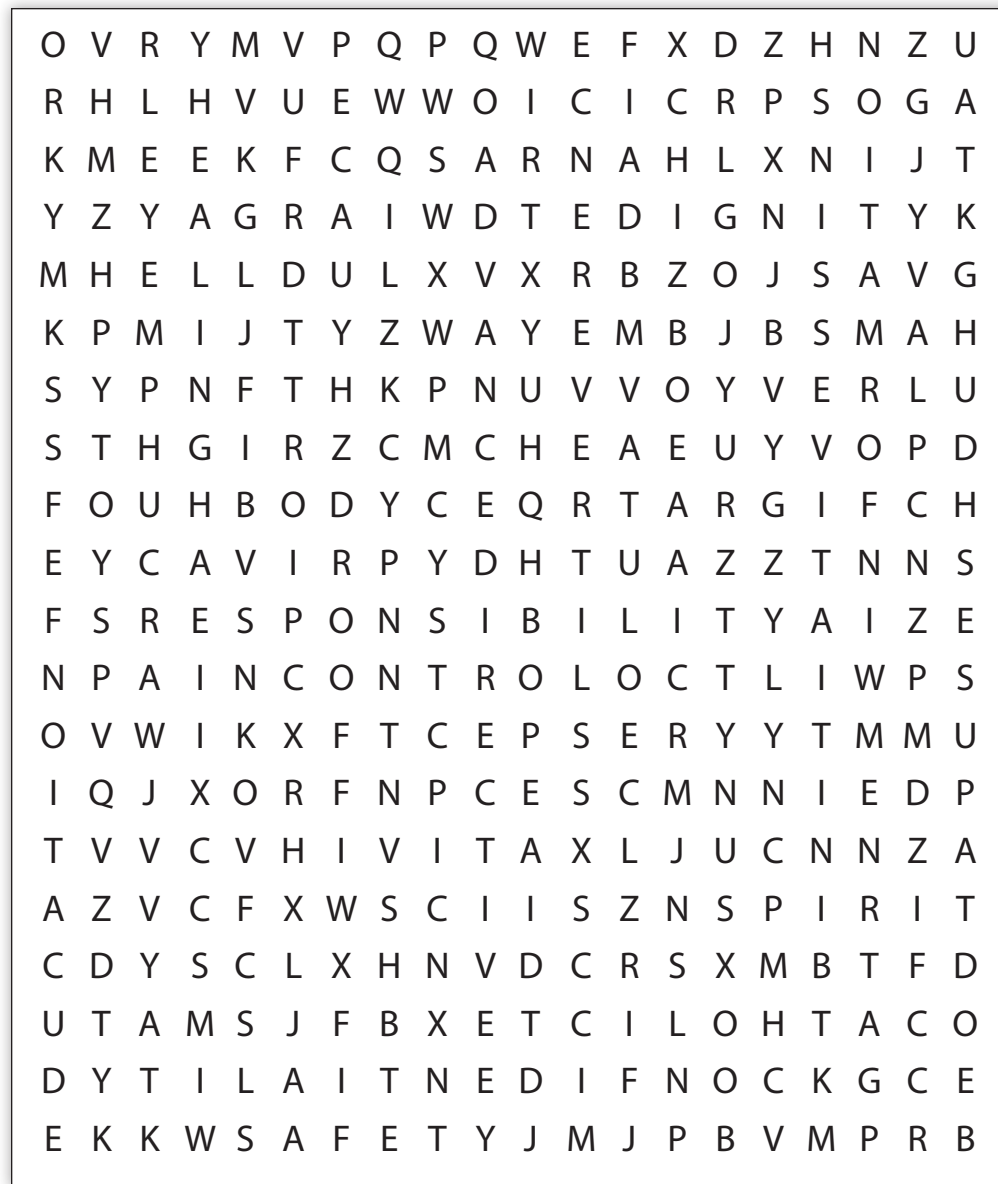 O V R Y M V P Q P Q W E F X D Z H N Z U
R H L H V U E W W O I C I C R P S O G A
K M E E K F C Q S A R N A H L X N I J T
Y Z Y A G R A I W D T E D I G N I T Y K
M H E L L D U L X V X R B Z O J S A V G
K P M I J T Y Z W A Y E M B J B S M A H
S Y P N F T H K P N U V V O Y V E R L U
S T H G I R Z C M C H E A E U Y V O P D
F O U H B O D Y C E Q R T A R G I F C H
E Y C A V I R P Y D H T U A Z Z T N N S
F S R E S P O N S I B I L I T Y A I Z E
N P A I N C O N T R O L O C T L I W P S
O V W I K X F T C E P S E R Y Y T M M U
I Q J X O R F N P C E S C M N N I E D P
T V V C V H I V I T A X L J U C N N Z A
A Z V C F X W S C I I S Z N S P I R I T
C D Y S C L X H N V D C R S X M B T F D
U T A M S J F B X E T C I L O H T A C O
D Y T I L A I T N E D I F N O C K G C E
E K K W S A F E T Y J M J P B V M P R B